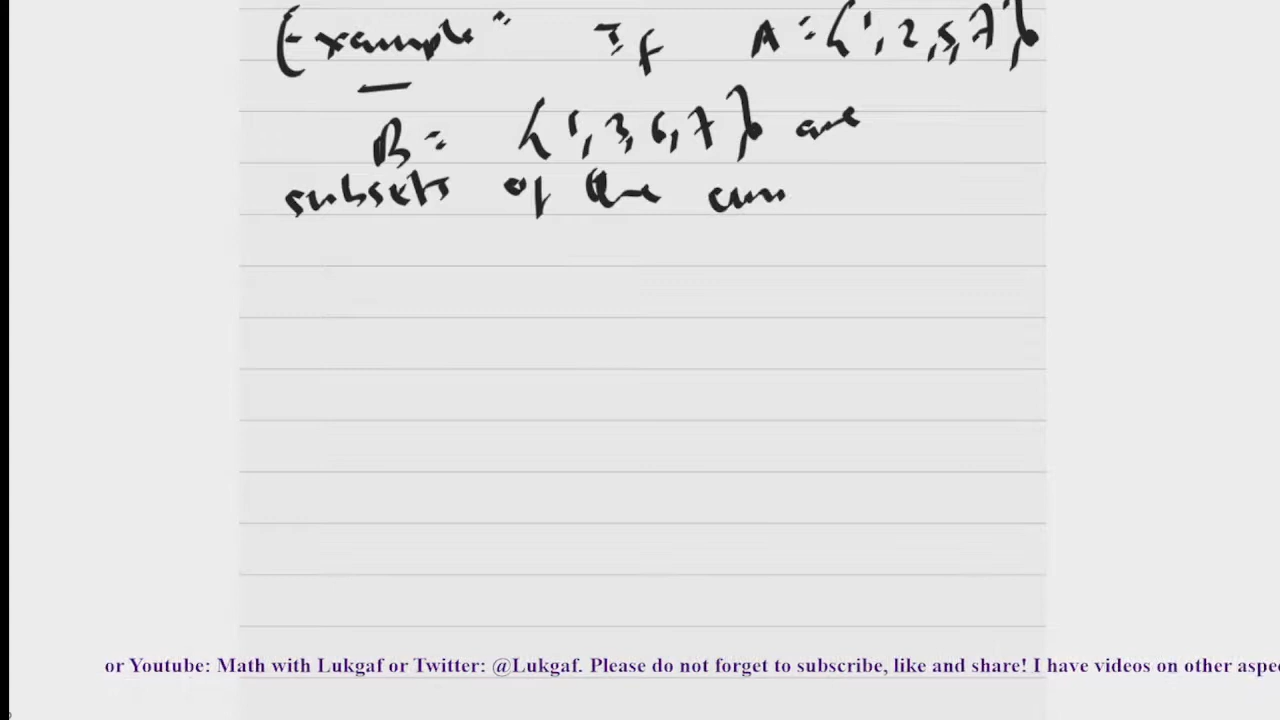 Example: If A = {1, 2, 5, 7}
B = {1, 3, 6, 7} are
subsets of the
or Youtube: Math with Lukgaf or Twitter: @Lukgaf. Please do not forget to subscribe, like and share! I have videos on other aspe